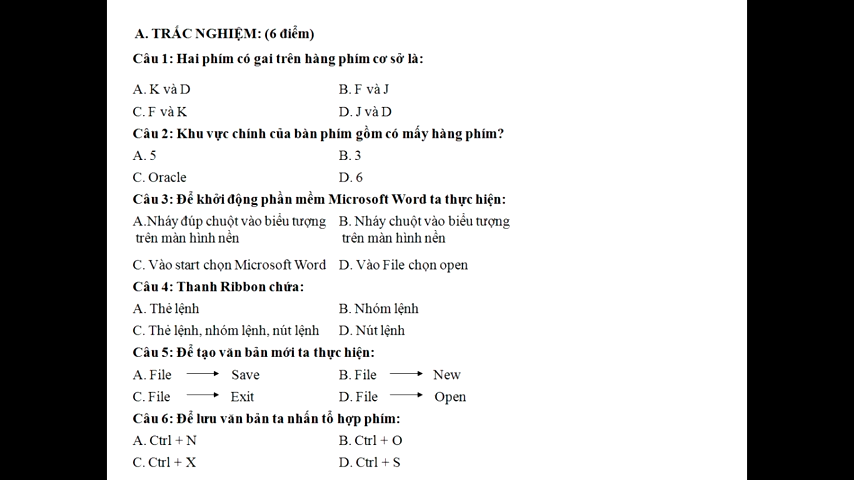 A. TRẮC NGHIỆM: (6 điểm)
Câu 1: Hai phím có gai trên hàng phím cơ sở là:
A. K và D B. F và J
C. F và K D. J và D
Câu 2: Khu vực chính của bàn phím gồm có mấy hàng phím?
A. 5 B. 3
C. Oracle D. 6
Câu 3: Để khởi động phần mềm Microsoft Word ta thực hiện:
A.Nháy đúp chuột vào biểu tượng B. Nháy chuột vào biểu tượng
trên màn hình nền trên màn hình nền
C. Vào start chọn Microsoft Word D. Vào File chọn open
Câu 4: Thanh Ribbon chứa:
A. Thẻ lệnh B. Nhóm lệnh
C. Thẻ lệnh, nhóm lệnh, nút lệnh D. Nút lệnh
Câu 5: Để tạo văn bản mới ta thực hiện:
A. File → Save B. File → New
C. File → Exit D. File → Open
Câu 6: Để lưu văn bản ta nhấn tổ hợp phím:
A. Ctrl + N B. Ctrl + O
C. Ctrl + X D. Ctrl + S